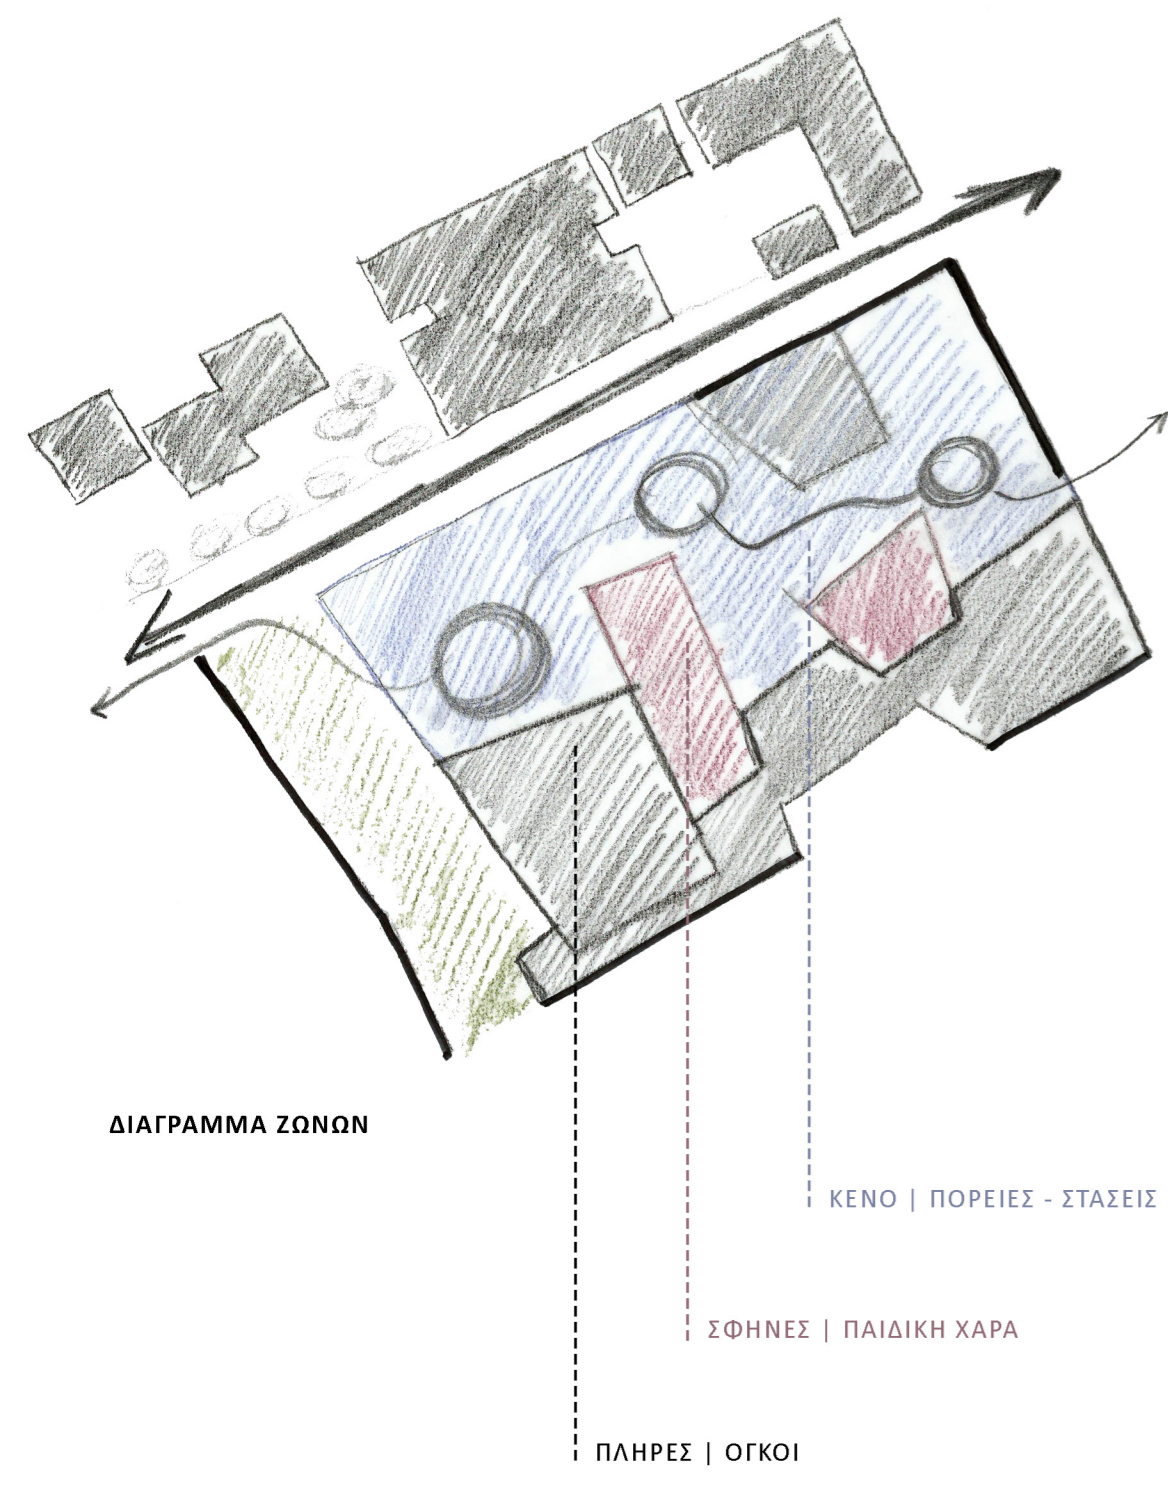 ΔΙΑΓΡΑΜΜΑ ΖΩΝΩΝ
ΚΕΝΟ | ΠΟΡΕΙΕΣ - ΣΤΑΣΕΙΣ
ΣΦΗΝΕΣ | ΠΑΙΔΙΚΗ ΧΑΡΑ
ΠΛΗΡΕΣ | ΟΓΚΟΙ